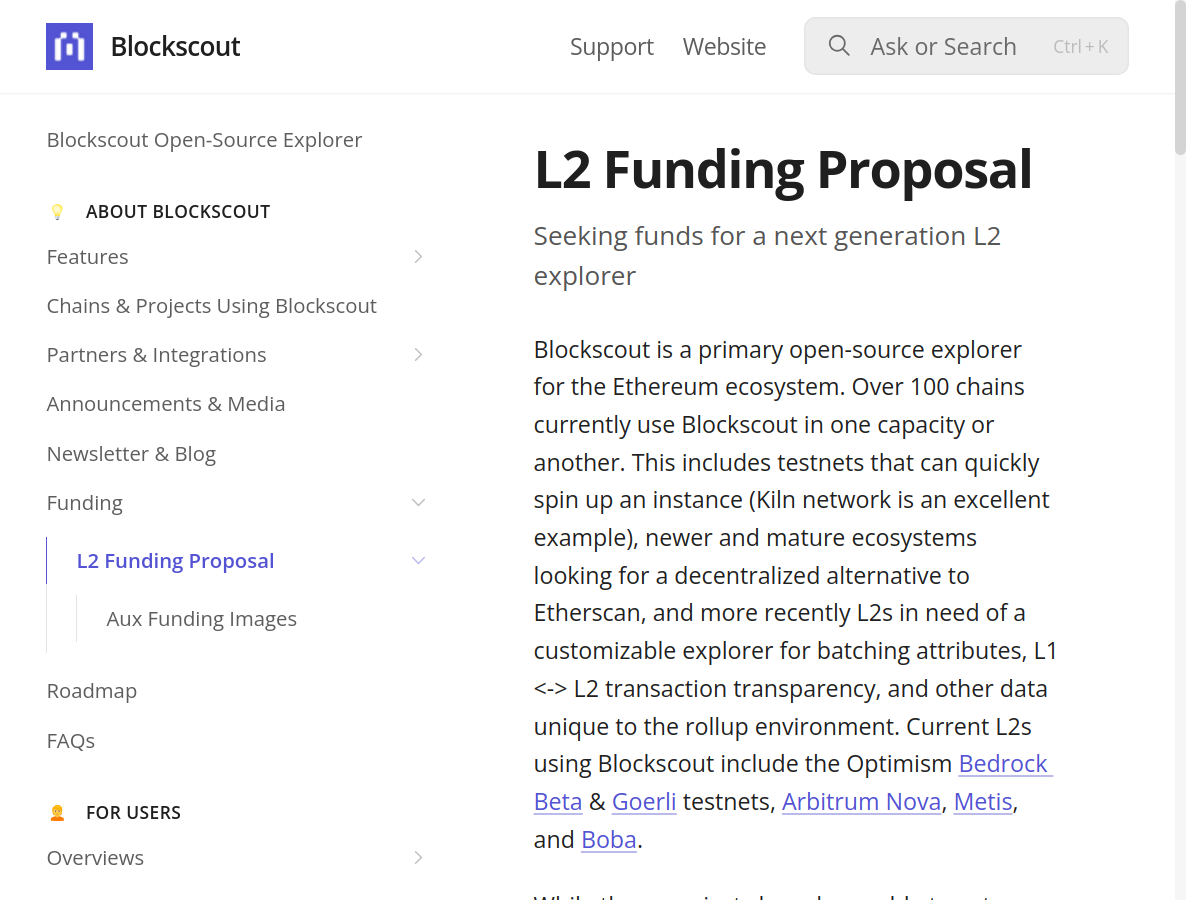 Blockscout
Support
Website
Ask or Search
Ctrl + K
Blockscout Open-Source Explorer
ABOUT BLOCKSCOUT
Features
Chains & Projects Using Blockscout
Partners & Integrations
Announcements & Media
Newsletter & Blog
Funding
L2 Funding Proposal
Aux Funding Images
Roadmap
FAQs
FOR USERS
Overviews
L2 Funding Proposal
Seeking funds for a next generation L2
explorer
Blockscout is a primary open-source explorer
for the Ethereum ecosystem. Over 100 chains
currently use Blockscout in one capacity or
another. This includes testnets that can quickly
spin up an instance (Kiln network is an excellent
example), newer and mature ecosystems
looking for a decentralized alternative to
Etherscan, and more recently L2s in need of a
customizable explorer for batching attributes, L1
<-> L2 transaction transparency, and other data
unique to the rollup environment. Current L2s
using Blockscout include the Optimism Bedrock
Beta & Goerli testnets, Arbitrum Nova, Metis,
and Boba.